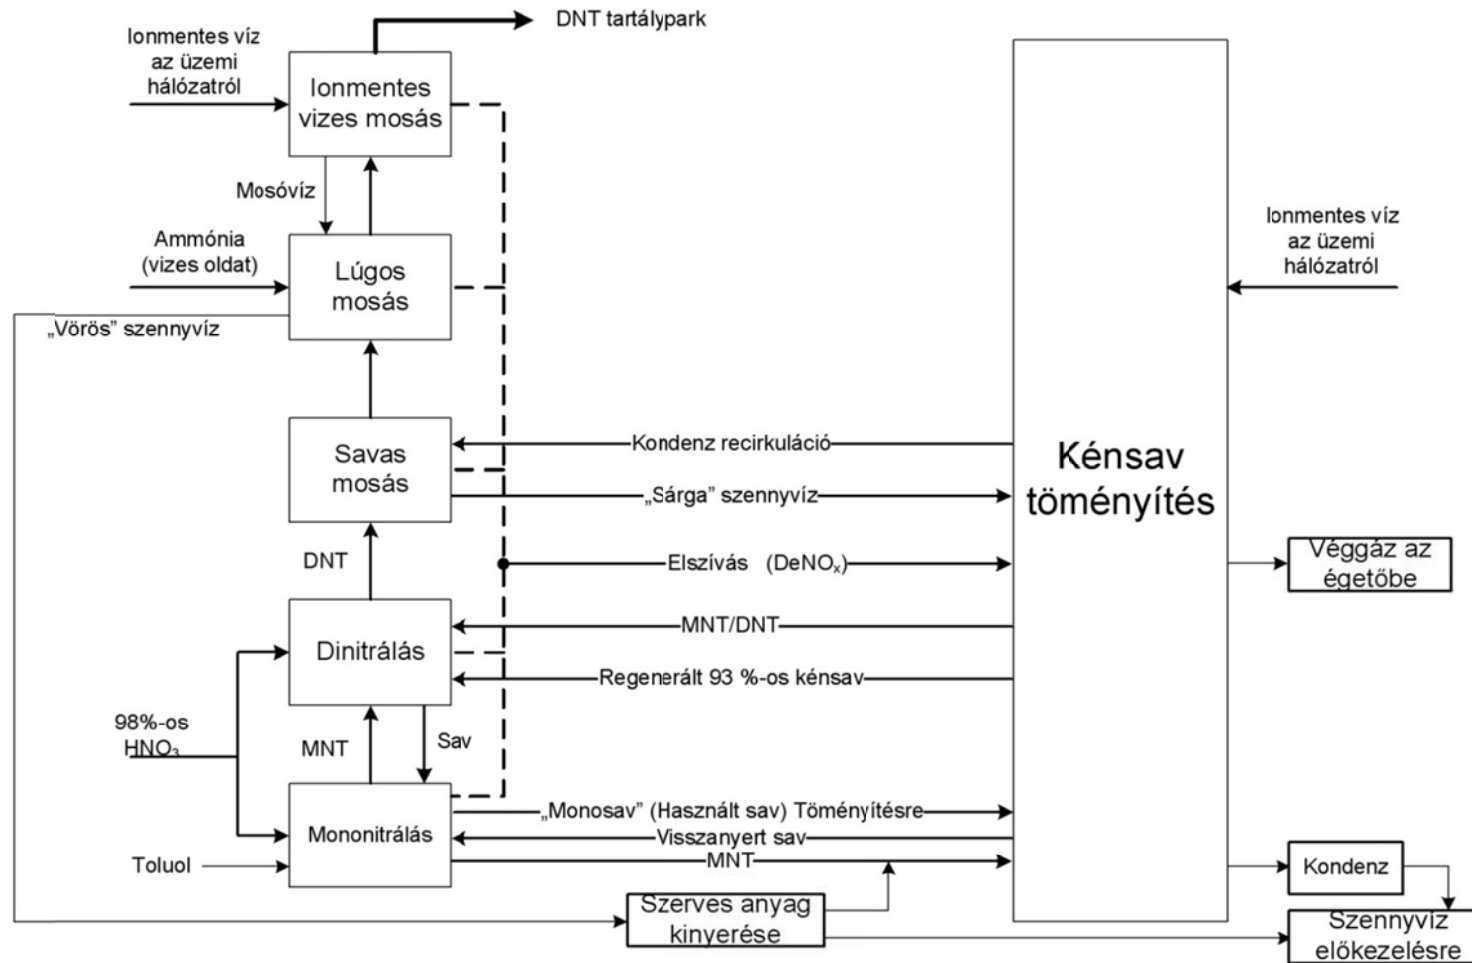 DNT tartálypark
Ionmentes víz
az üzemi
hálózatról
Ionmentes
vizes mosás
Mosóvíz
Ammónia
(vizes oldat)
Lúgos
mosás
„Vörös” szennyvíz
Ionmentes víz
az üzemi
hálózatról
Savas
mosás
Kondenz recirkuláció
„Sárga” szennyvíz
Kénsav
töményítés
DNT
Elszívás (DeNOₓ)
Véggáz az
égetőbe
Dinitrálás
MNT/DNT
Regenerált 93 %-os kénsav
98%-os
HNO₃
MNT
Sav
Mononitrálás
„Monosav” (Használt sav) Töményítésre
Visszanyert sav
MNT
Toluol
Kondenz
Szerves anyag
kinyerése
Szennyvíz
előkezelésre